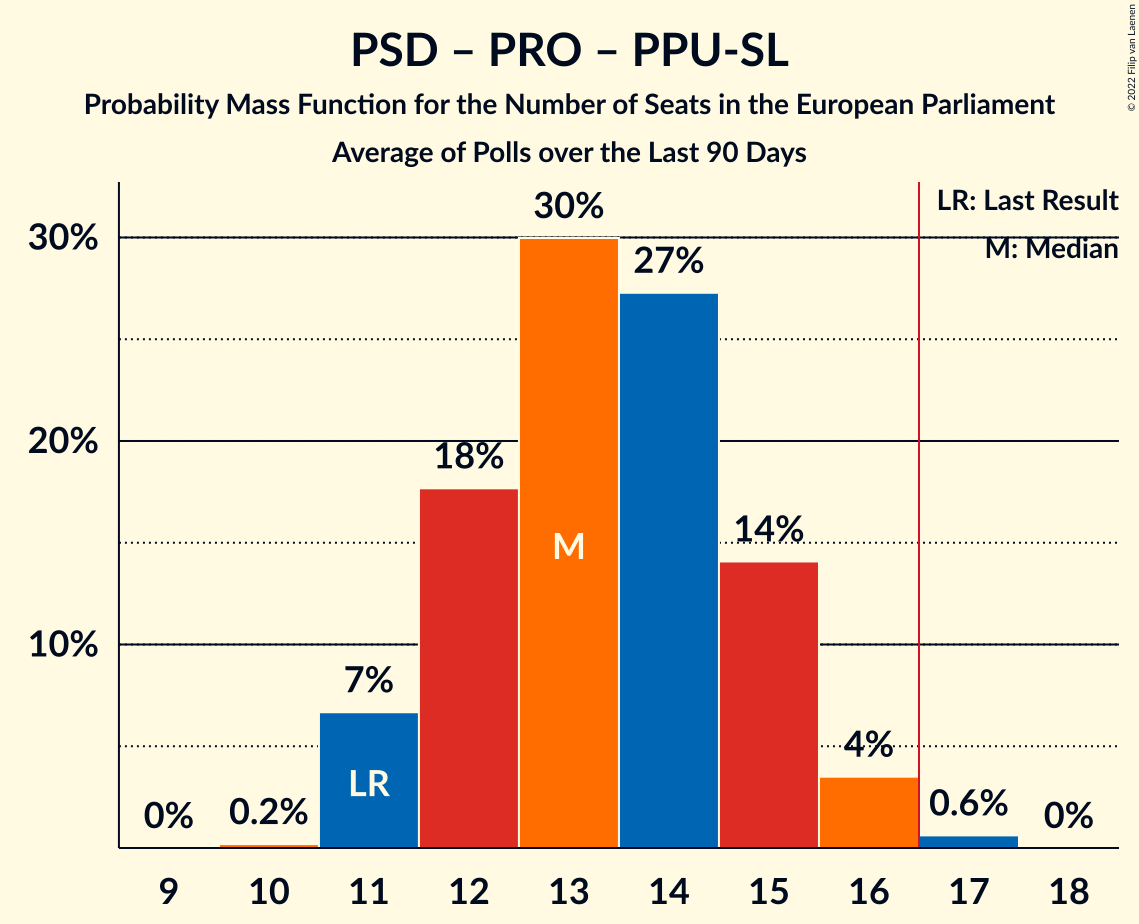 PSD – PRO – PPU-SL
Probability Mass Function for the Number of Seats in the European Parliament
Average of Polls over the Last 90 Days
© 2022 Filip van Laenen
LR: Last Result
M: Median
30%
20%
10%
0%
0.2%
7%
18%
30%
27%
14%
4%
0.6%
0%
LR
M
9 10 11 12 13 14 15 16 17 18